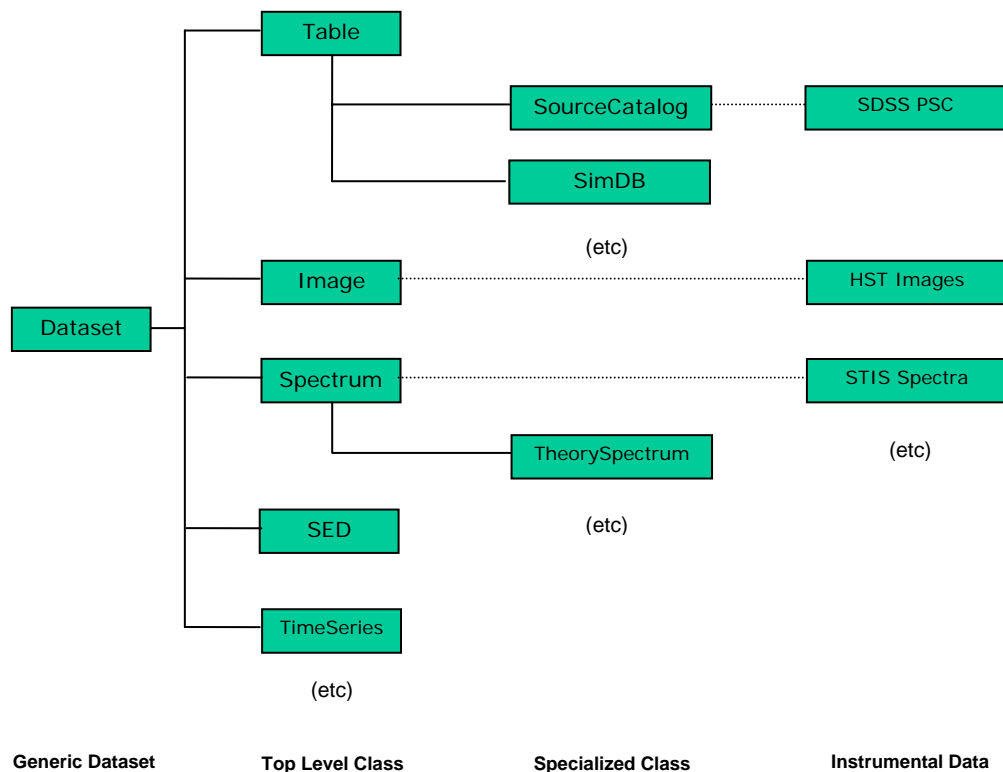 Table
SourceCatalog
SDSS PSC
SimDB
(etc)
Image
HST Images
Dataset
Spectrum
STIS Spectra
TheorySpectrum
(etc)
(etc)
SED
TimeSeries
(etc)
Generic Dataset
Top Level Class
Specialized Class
Instrumental Data